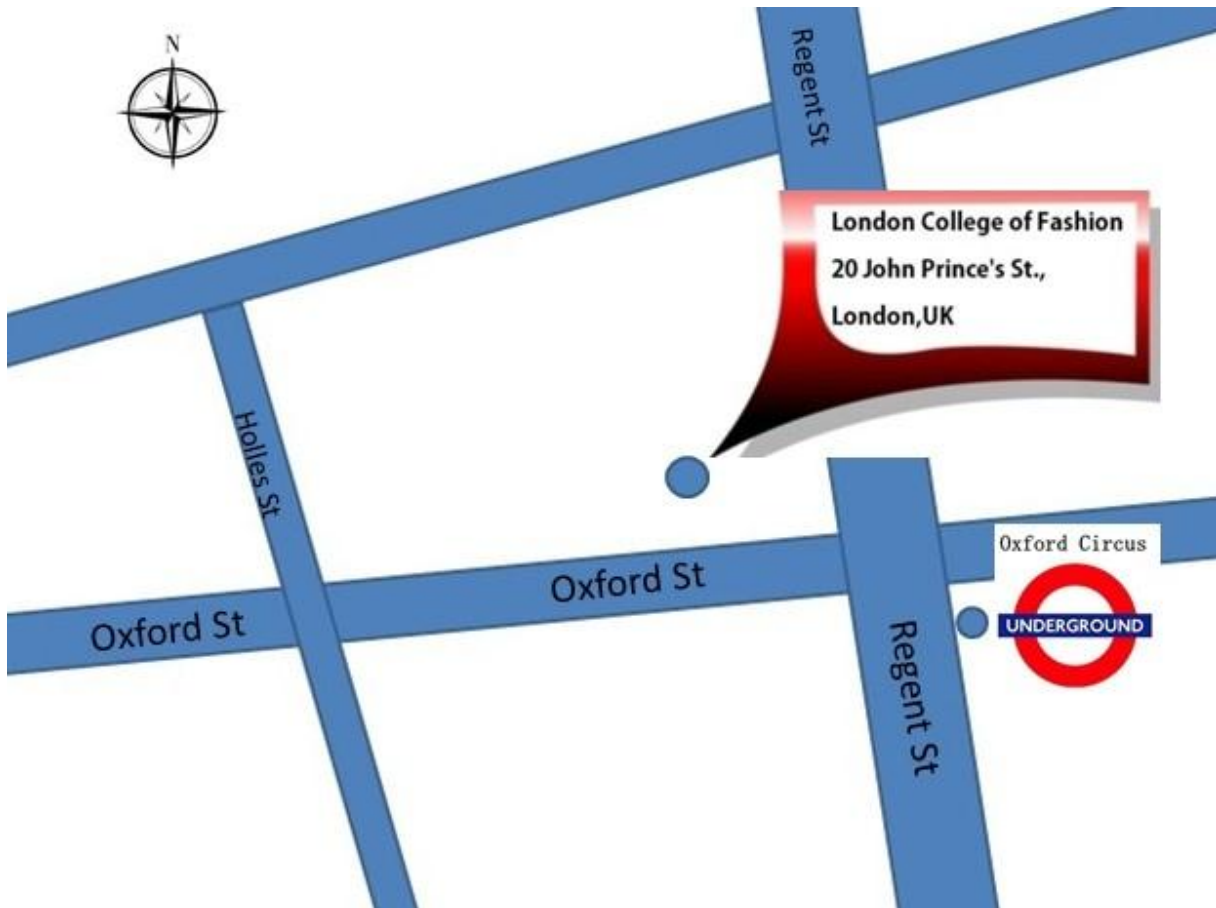 N
Regent St
London College of Fashion
20 John Prince's St.,
London,UK
Holles St
Oxford Circus
UNDERGROUND
Oxford St
Oxford St
Regent St